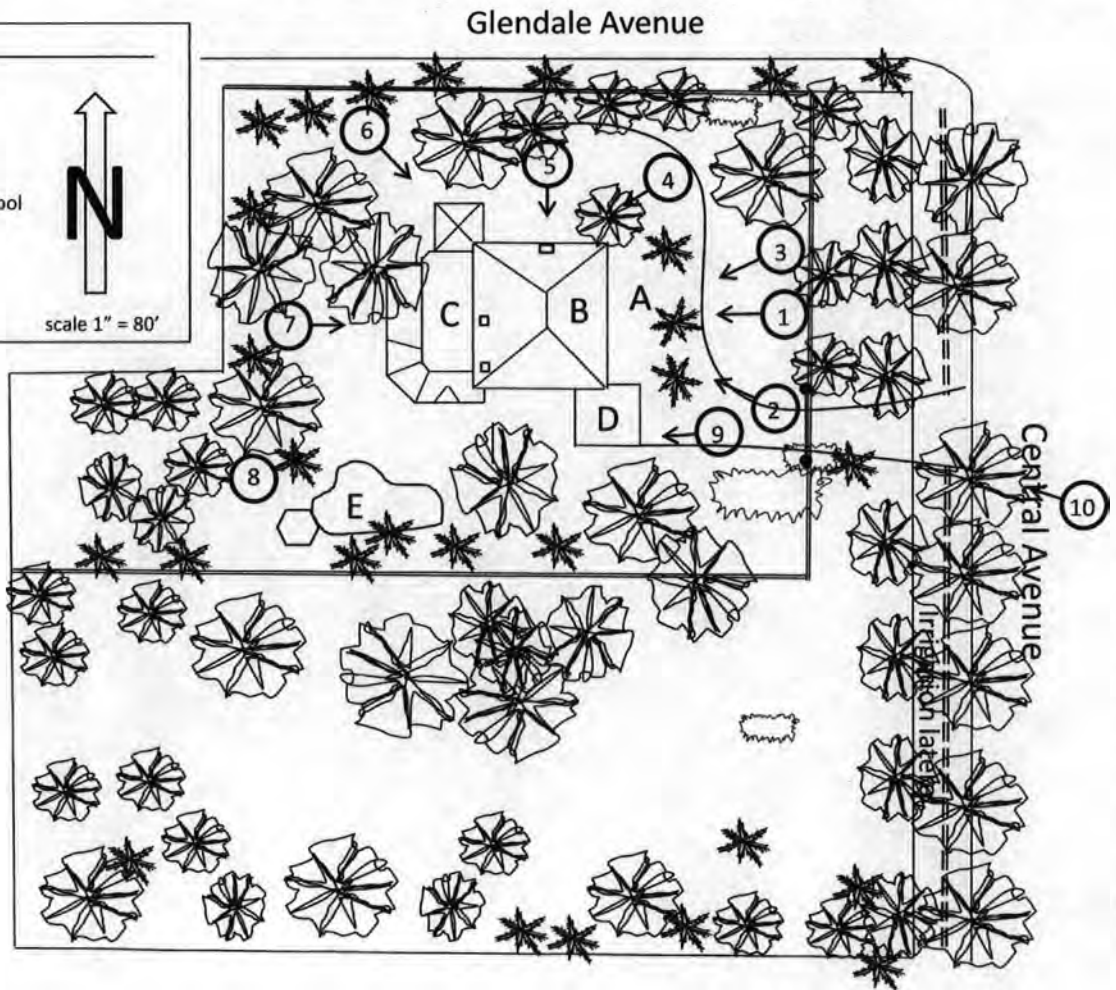 Glendale Avenue
ool
N
scale 1" = 80'
6
5
4
3
C
B
A
1
7
2
D
9
8
E
10
Central Avenue
Irrigation lateral